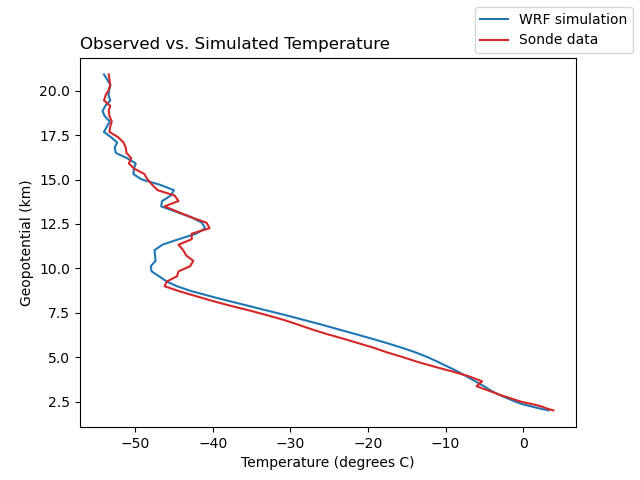 WRF simulation
Sonde data
Observed vs. Simulated Temperature
Geopotential (km)
20.0
17.5
15.0
12.5
10.0
7.5
5.0
2.5
−50 −40 −30 −20 −10 0
Temperature (degrees C)